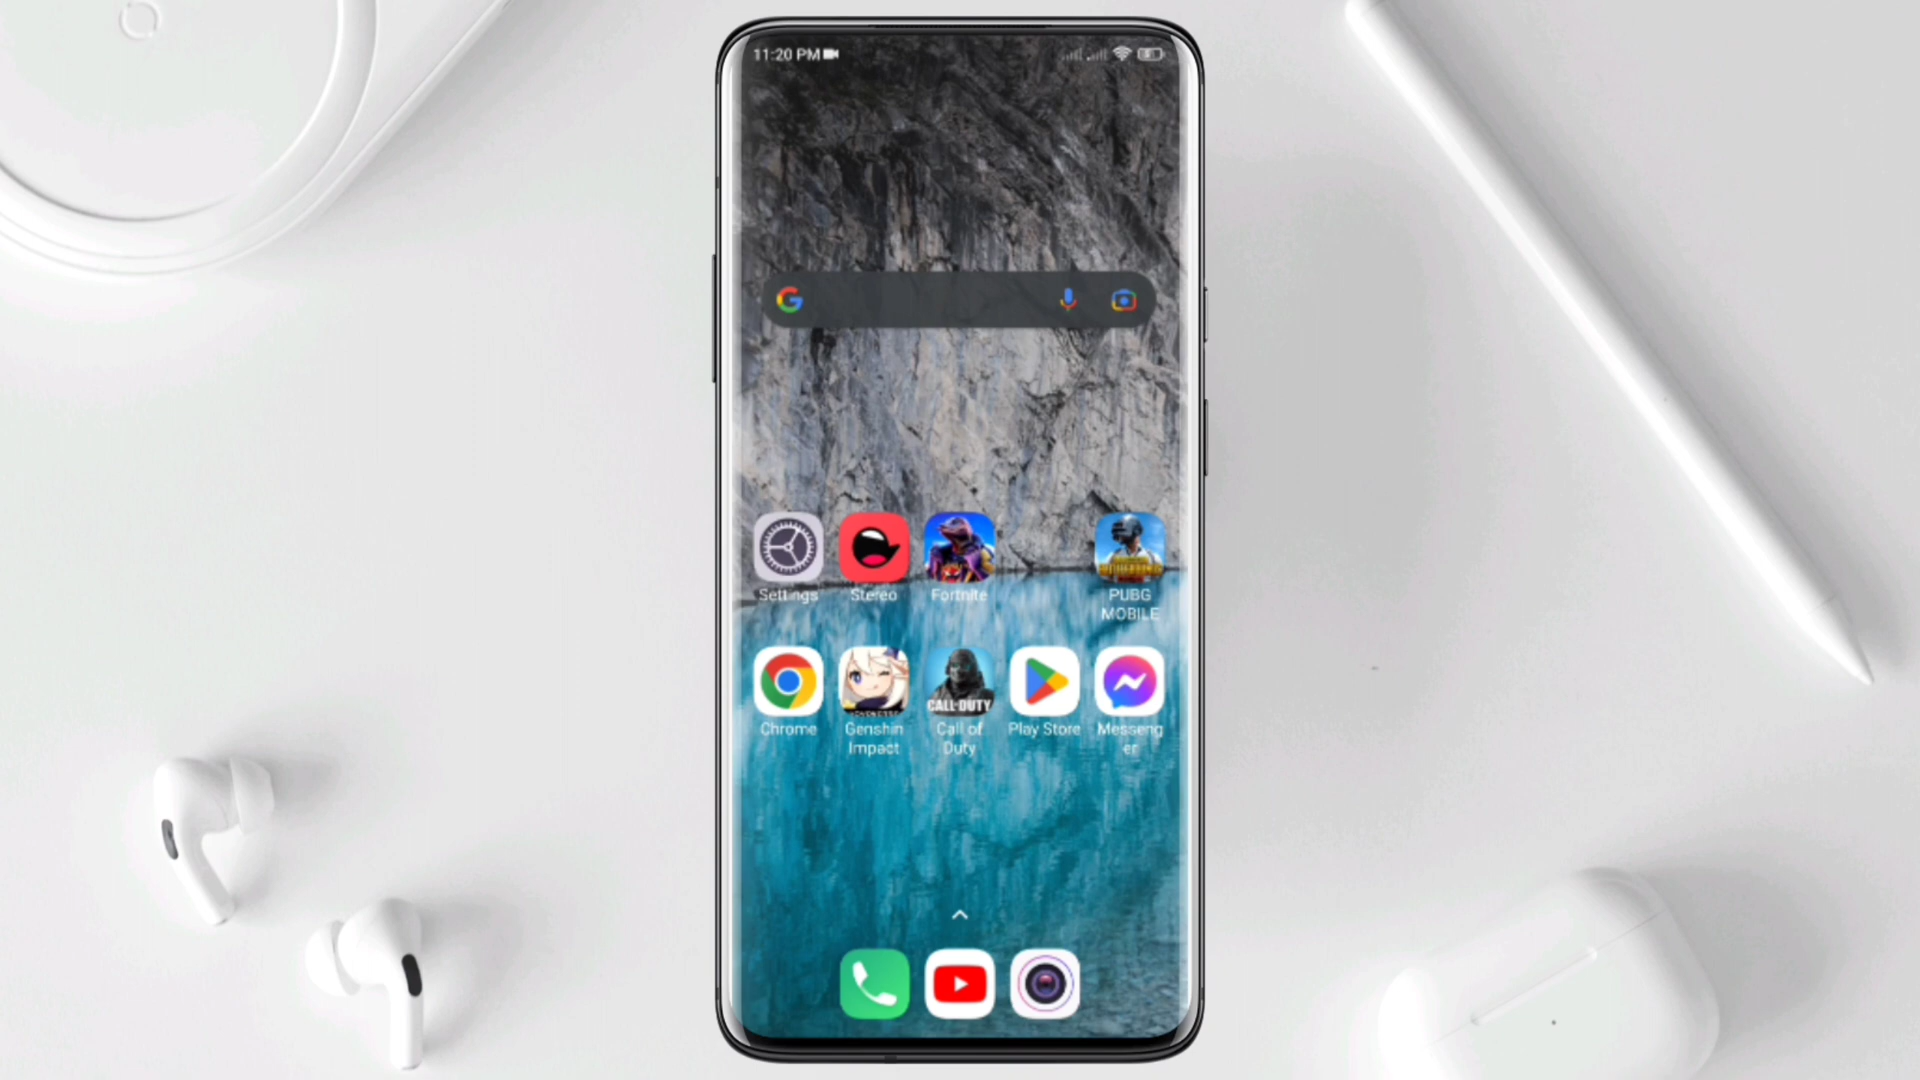 11:20 PM
Settings
Stereo
Fortnite
PUBG
MOBILE
CALL·DUTY
Chrome
Genshin
Impact
Call of
Duty
Play Store
Messeng
er